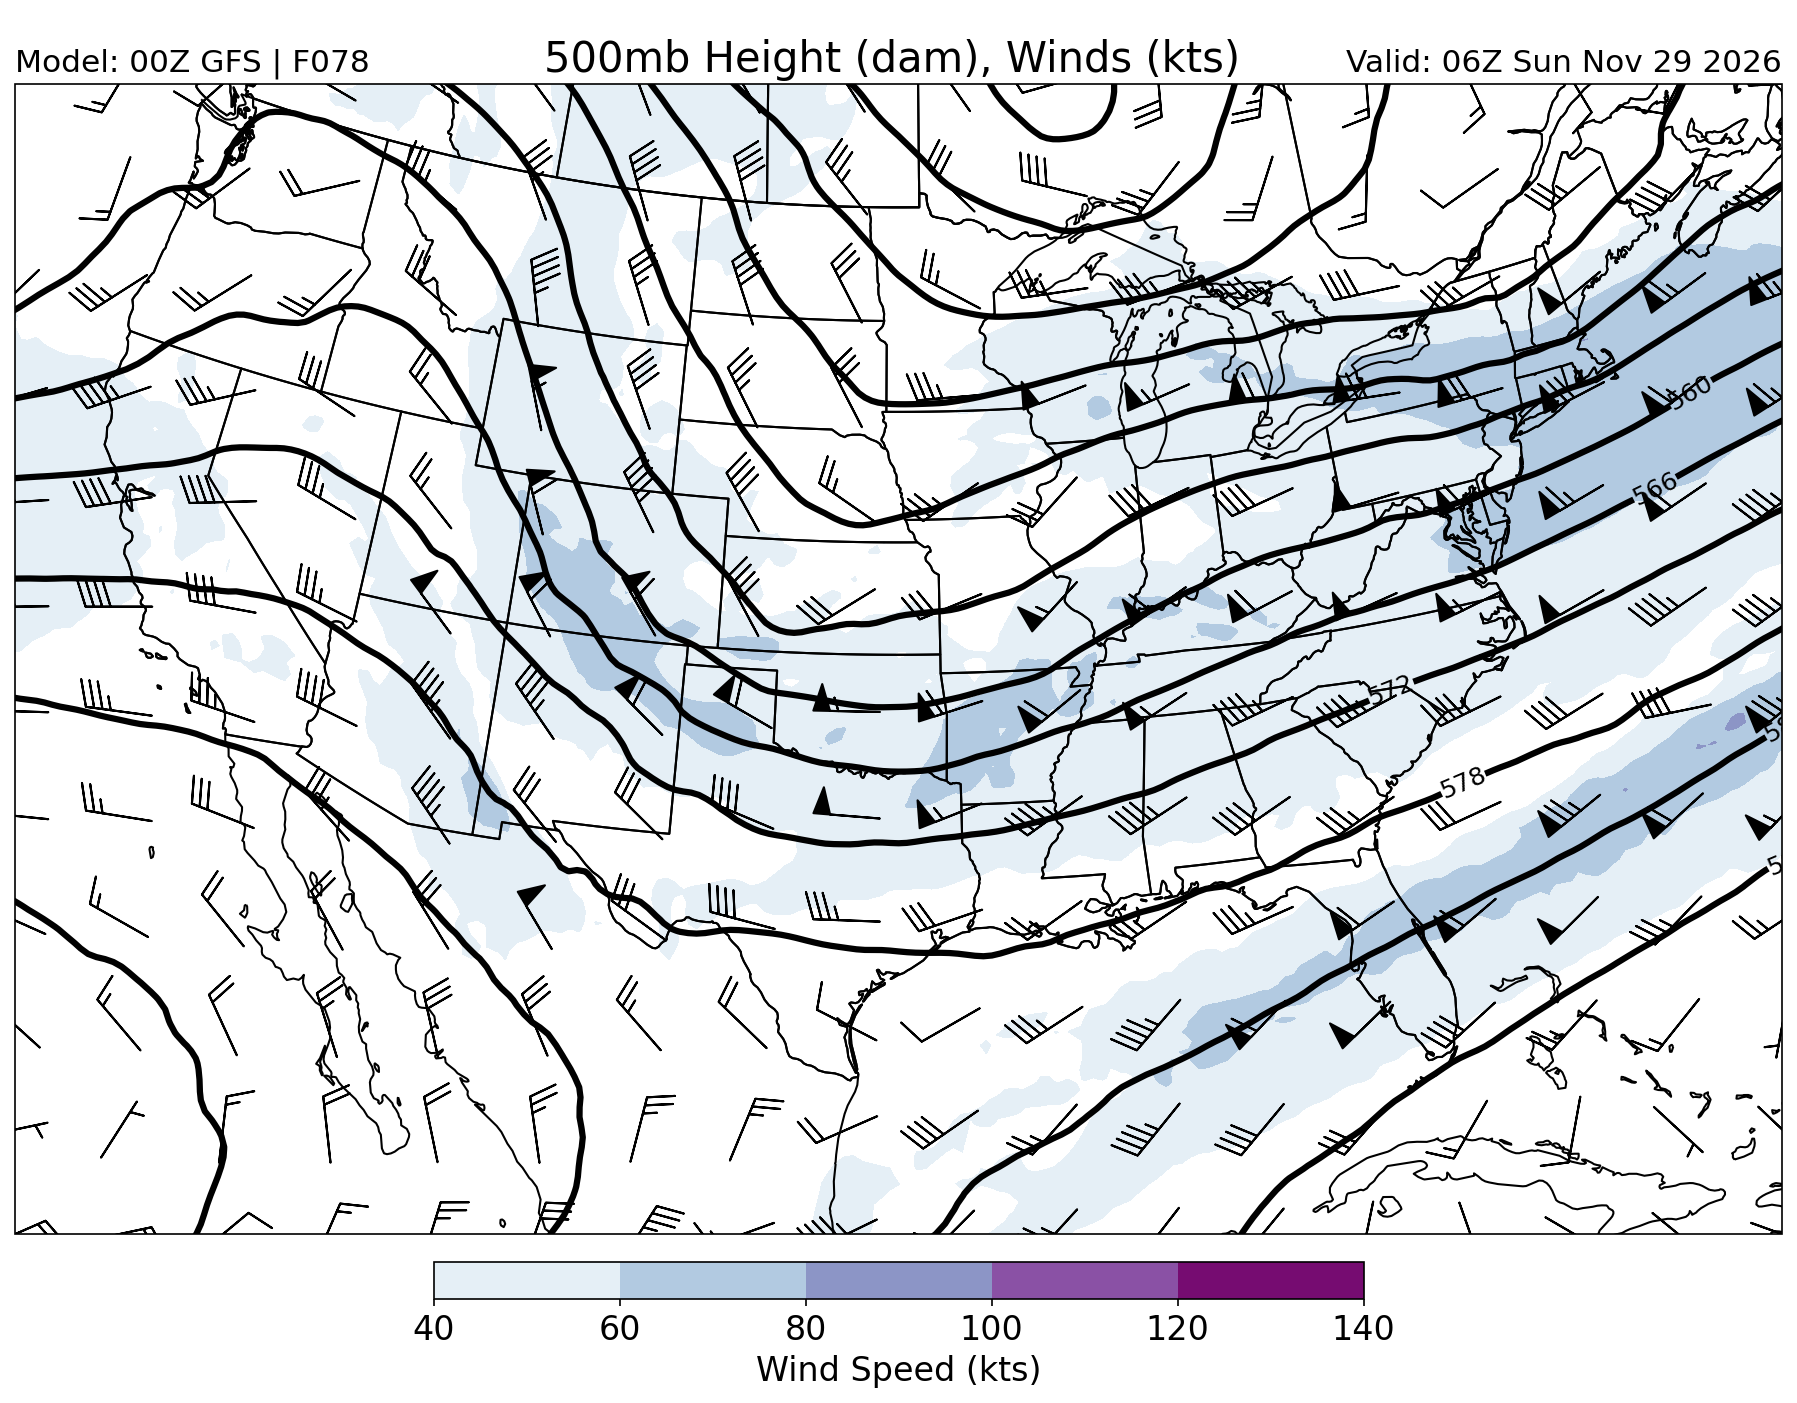 Model: 00Z GFS | F078
500mb Height (dam), Winds (kts)
Valid: 06Z Sun Nov 29 2026
560
566
572
578
40 60 80 100 120 140
Wind Speed (kts)